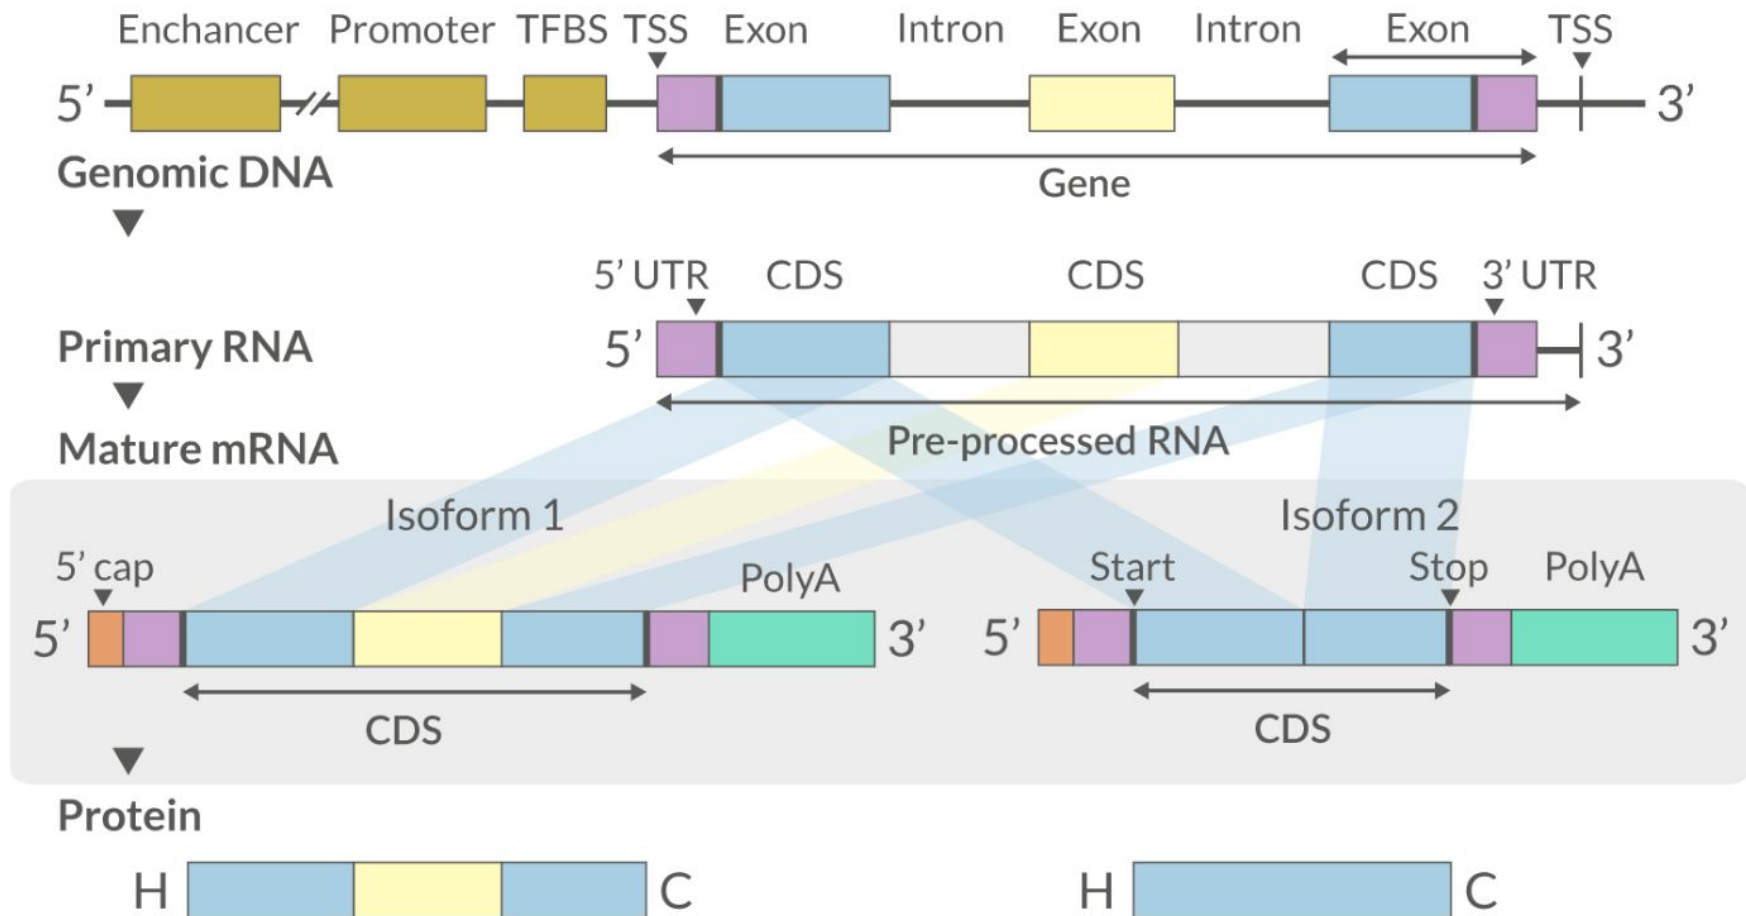 Enchancer Promoter TFBS TSS Exon Intron Exon Intron Exon TSS
5’ 3’
Genomic DNA
Gene
5’ UTR CDS CDS CDS 3’ UTR
Primary RNA 5’ 3’
Mature mRNA Pre-processed RNA
Isoform 1 Isoform 2
5’ cap PolyA Start Stop PolyA
5’ 3’ 5’ 3’
CDS CDS
Protein
H C H C